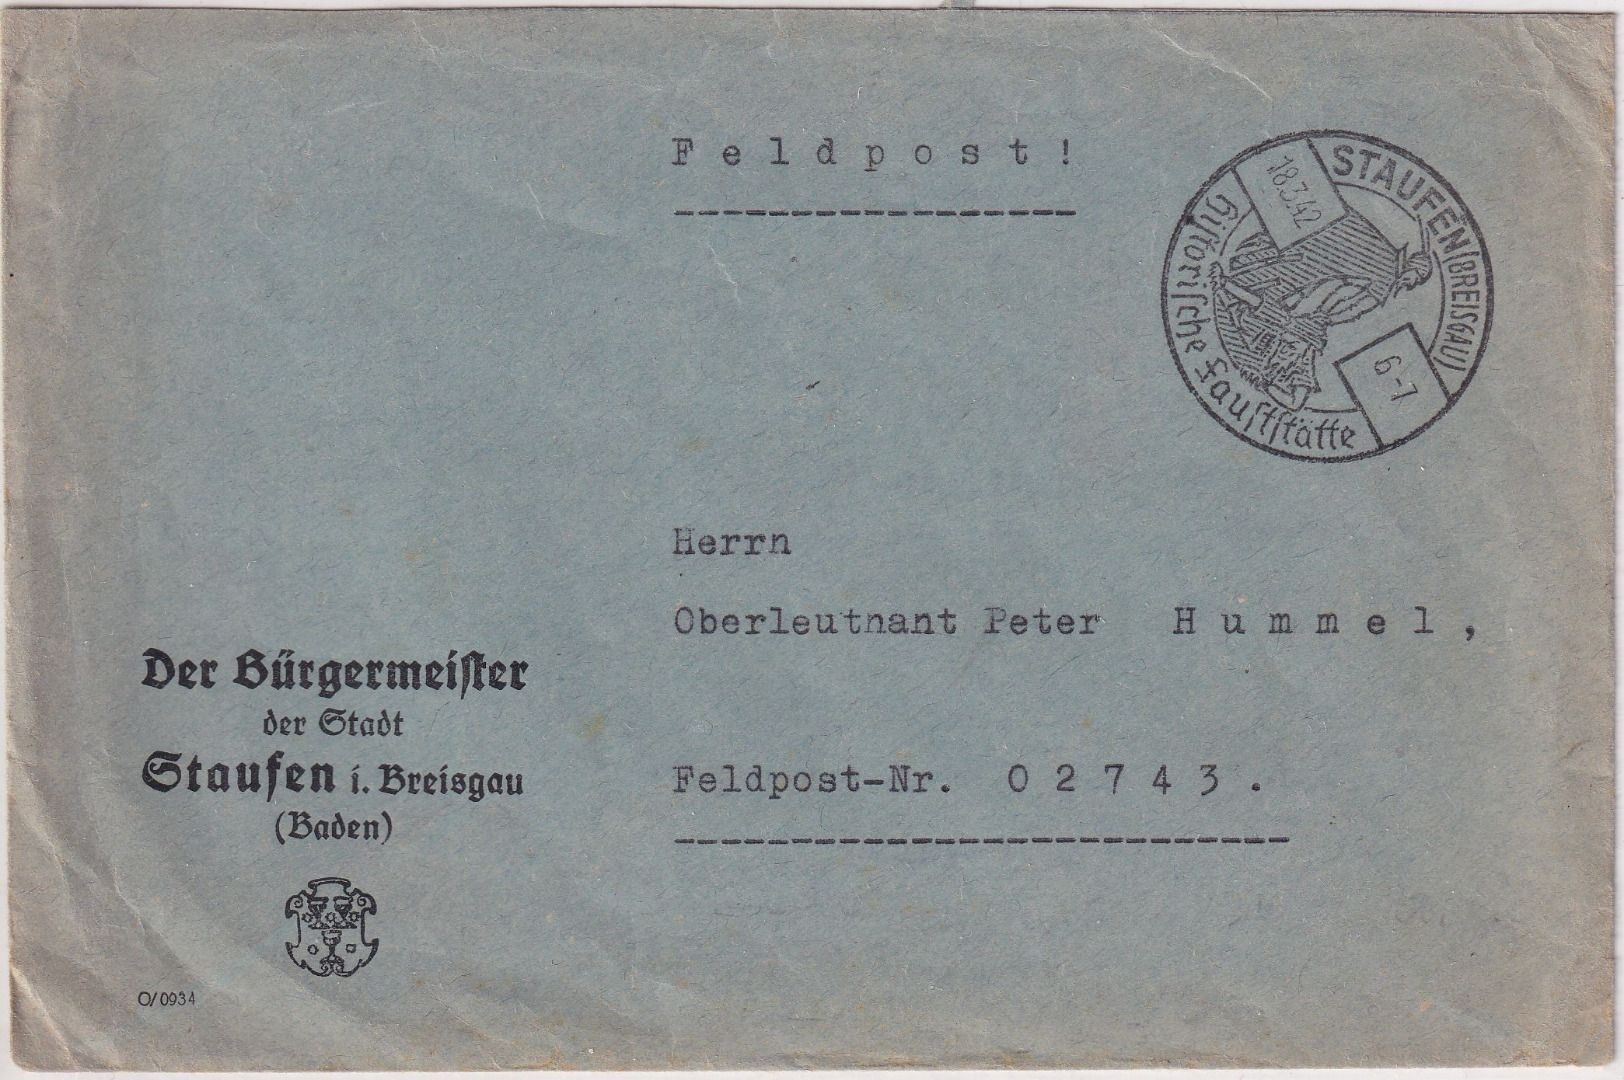 Feldpost!
STAUFEN (BREISGAU)
18.3.42
6-7
Historische Fauststätte
Herrn
Oberleutnant Peter Hummel,
Feldpost-Nr. 02743.
Der Bürgermeister
der Stadt
Staufen i. Breisgau
(Baden)
O/0934